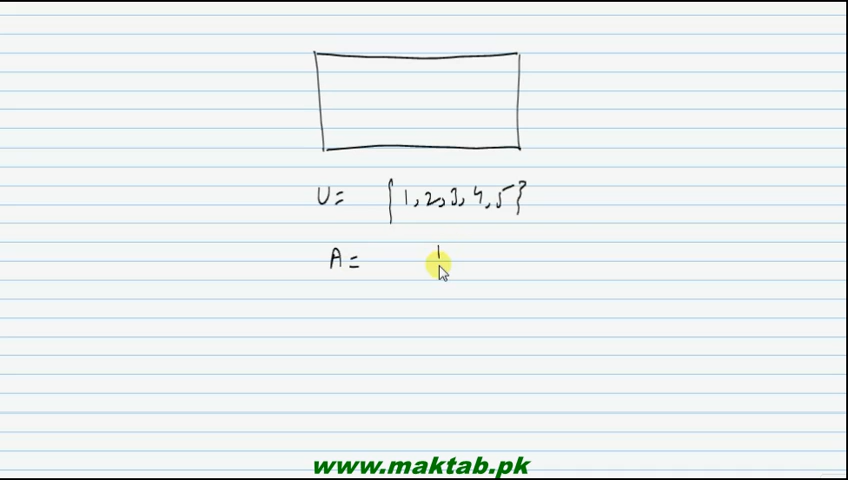 U = {1,2,3,4,5}
A =
www.maktab.pk